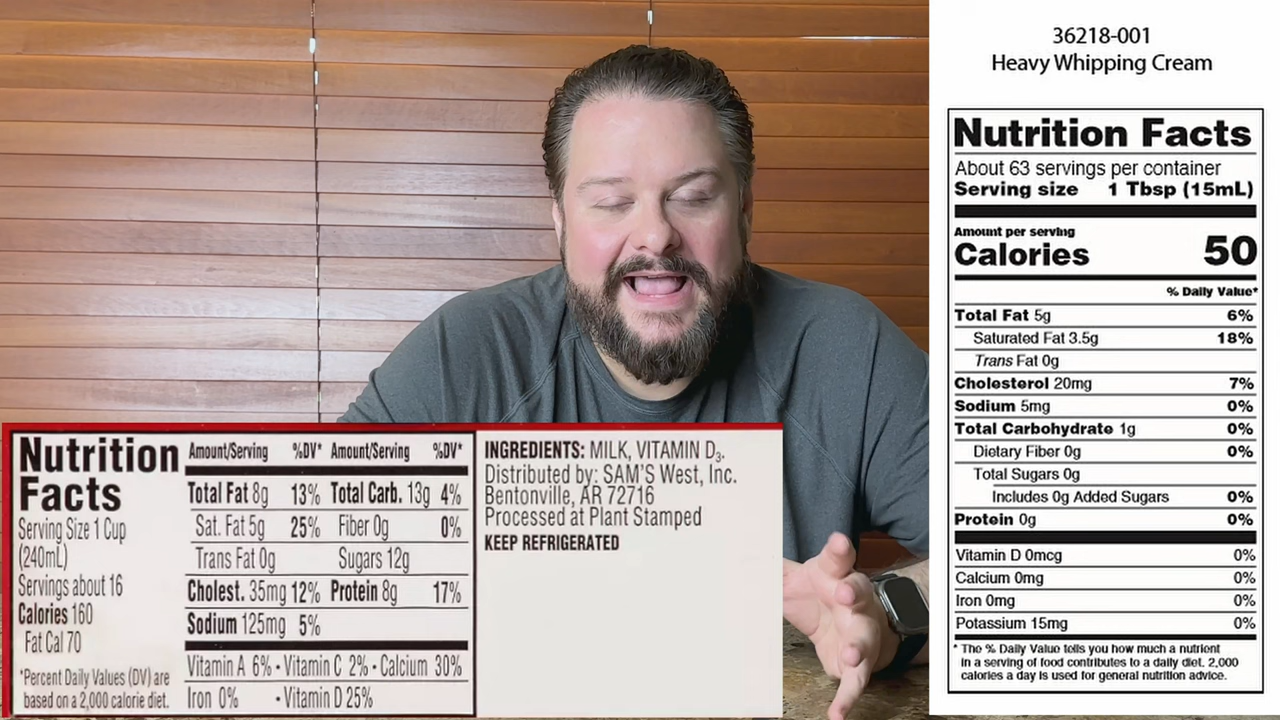 36218-001
Heavy Whipping Cream
Nutrition Facts
About 63 servings per container
Serving size 1 Tbsp (15mL)
Amount per serving
Calories 50
% Daily Value*
Total Fat 5g 6%
Saturated Fat 3.5g 18%
Trans Fat 0g
Cholesterol 20mg 7%
Sodium 5mg 0%
Total Carbohydrate 1g 0%
Dietary Fiber 0g 0%
Total Sugars 0g
Includes 0g Added Sugars 0%
Protein 0g 0%
Vitamin D 0mcg 0%
Calcium 0mg 0%
Iron 0mg 0%
Potassium 15mg 0%
* The % Daily Value tells you how much a nutrient
in a serving of food contributes to a daily diet. 2,000
calories a day is used for general nutrition advice.
Nutrition
Facts
Serving Size 1 Cup
(240mL)
Servings about 16
Calories 160
Fat Cal 70
*Percent Daily Values (DV) are
based on a 2,000 calorie diet.
Amount/Serving %DV* Amount/Serving %DV*
Total Fat 8g 13% Total Carb. 13g 4%
Sat. Fat 5g 25% Fiber 0g 0%
Trans Fat 0g Sugars 12g
Cholest. 35mg 12% Protein 8g 17%
Sodium 125mg 5%
Vitamin A 6% • Vitamin C 2% • Calcium 30%
Iron 0% • Vitamin D 25%
INGREDIENTS: MILK, VITAMIN D₃.
Distributed by: SAM'S West, Inc.
Bentonville, AR 72716
Processed at Plant Stamped
KEEP REFRIGERATED